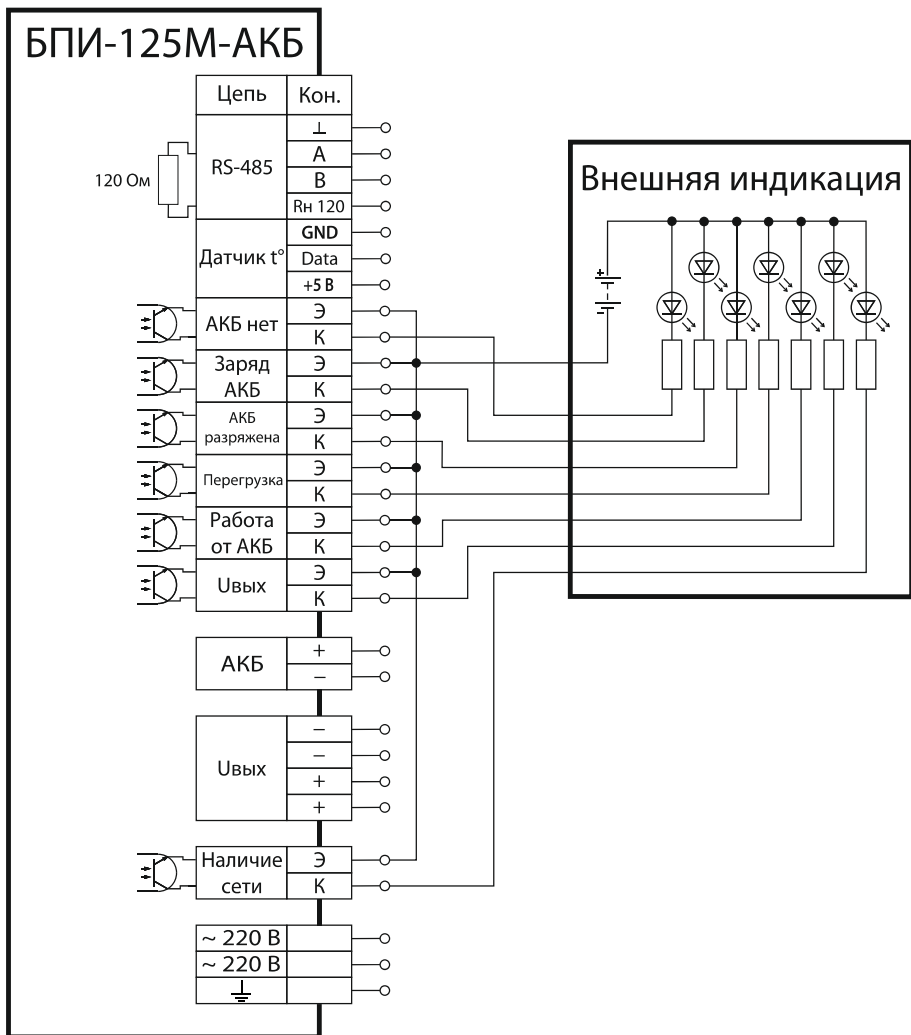 БПИ-125М-АКБ
Цепь Кон.
RS-485
⊥
A
B
Rн 120
120 Ом
Датчик t°
GND
Data
+5 В
АКБ нет
Э
К
Заряд
АКБ
Э
К
АКБ
разряжена
Э
К
Перегрузка
Э
К
Работа
от АКБ
Э
К
Uвых
Э
К
АКБ
+
–
Uвых
–
–
+
+
Наличие
сети
Э
К
~ 220 В
~ 220 В
Внешняя индикация
+
-